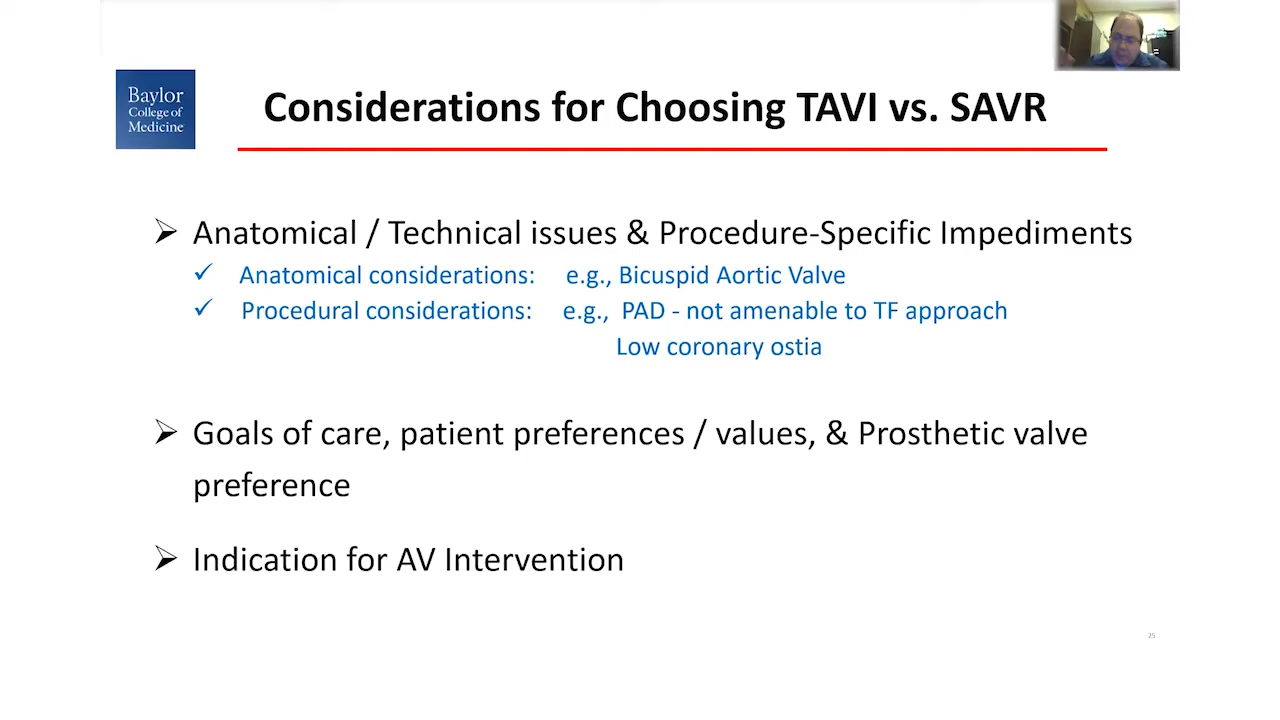 Baylor
College of
Medicine
Considerations for Choosing TAVI vs. SAVR
➢ Anatomical / Technical issues & Procedure-Specific Impediments
✓ Anatomical considerations: e.g., Bicuspid Aortic Valve
✓ Procedural considerations: e.g., PAD - not amenable to TF approach
Low coronary ostia
➢ Goals of care, patient preferences / values, & Prosthetic valve
preference
➢ Indication for AV Intervention
25